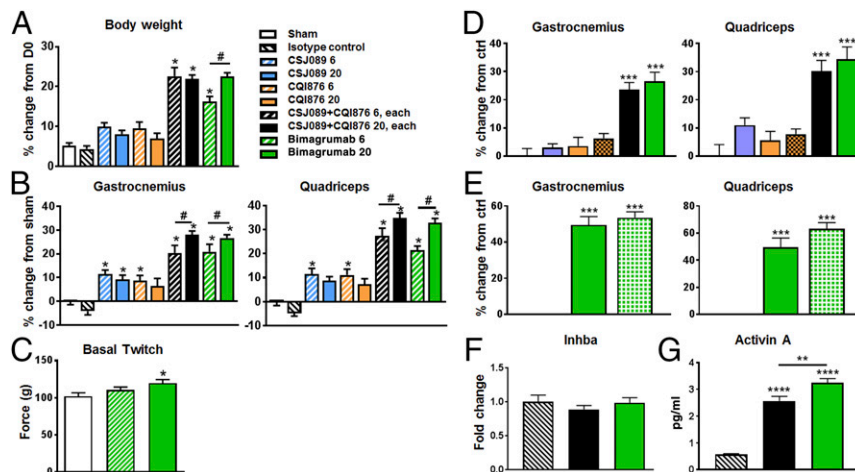 A
Body weight
% change from D0
30
20
10
0
* * * #
Sham
Isotype control
CSJ089 6
CSJ089 20
CQI876 6
CQI876 20
CSJ089+CQI876 6, each
CSJ089+CQI876 20, each
Bimagrumab 6
Bimagrumab 20
B
Gastrocnemius
% change from sham
40
30
20
10
0
-10
* * * * * * * # #
Quadriceps
40
30
20
10
0
-10
* * * * * * # #
C
Basal Twitch
Force (g)
150
100
50
0
*
D
Gastrocnemius
% change from ctrl
40
30
20
10
0
*** ***
Quadriceps
40
30
20
10
0
*** ***
E
Gastrocnemius
% change from ctrl
60
40
20
0
*** ***
Quadriceps
80
60
40
20
0
*** ***
F
Inhba
Fold change
1.5
1.0
0.5
0.0
G
Activin A
pg/ml
4
3
2
1
0
**
**** ****